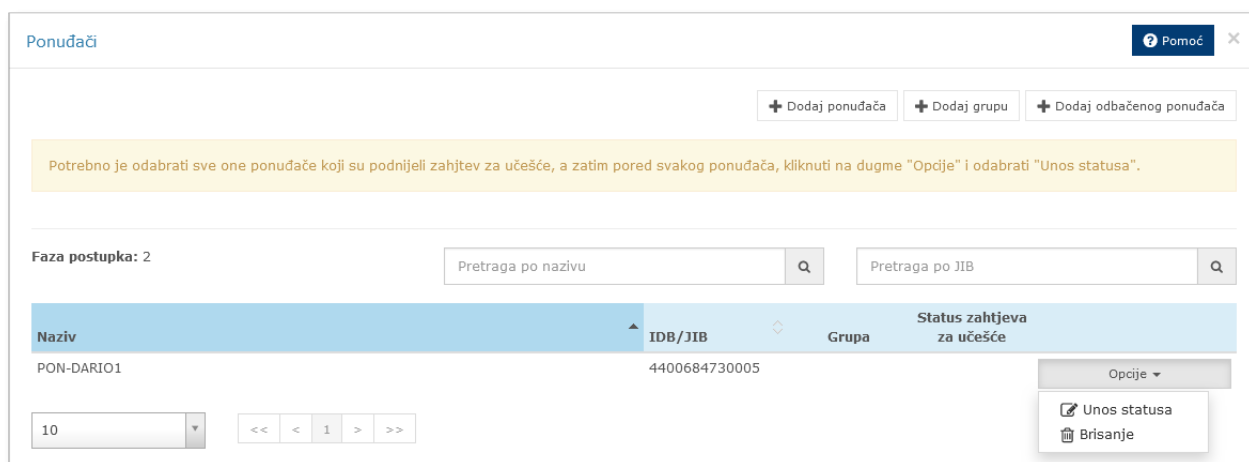 Ponuđači
Pomoć ×
Dodaj ponuđača Dodaj grupu Dodaj odbačenog ponuđača
Potrebno je odabrati sve one ponuđače koji su podnijeli zahjtev za učešće, a zatim pored svakog ponuđača, kliknuti na dugme "Opcije" i odabrati "Unos statusa".
Faza postupka: 2
Pretraga po nazivu
Pretraga po JIB
Naziv IDB/JIB Grupa Status zahtjeva
za učešće
PON-DARIO1 4400684730005 Opcije
Unos statusa
Brisanje
10 << < 1 > >>